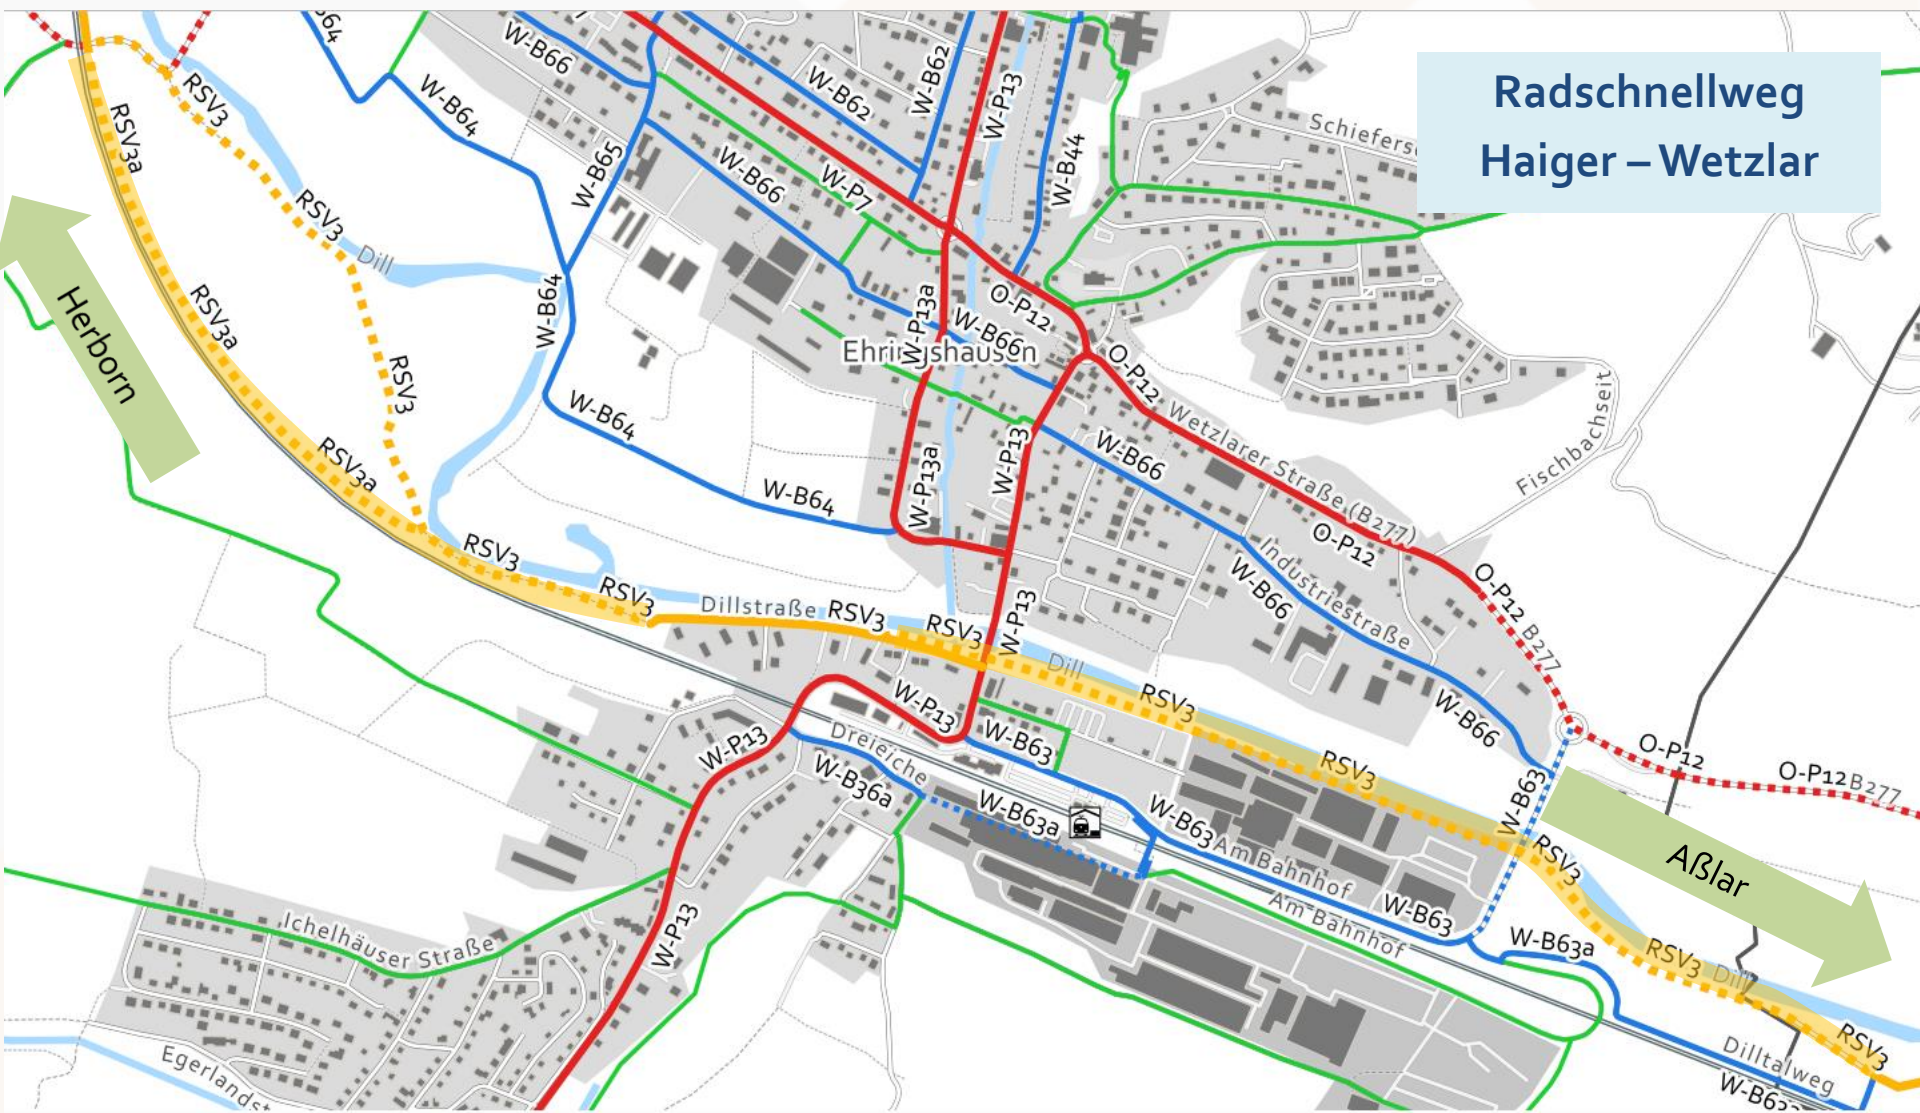 Radschnellweg
Haiger – Wetzlar
W-B66
W-B64
W-B62
W-B62
W-P13
W-B44
Schiefers
RSV3a
RSV3
W-B65
W-B66
W-P7
RSV3
Dill
W-B64
W-P13a
O-P12
W-B66
Ehringshausen
O-P12
Herborn
RSV3a
RSV3
W-B64
Wetzlarer Straße (B277)
Fischbachseit
RSV3a
W-B64
W-P13a
W-P13
W-B66
O-P12
RSV3
Industriestraße
W-B66
O-P12
B277
RSV3
Dillstraße
RSV3
RSV3
W-P13
Dill
RSV3
W-B66
W-P13
W-B63
W-P13
Dreieiche
W-B36a
W-B63a
RSV3
O-P12
O-P12
B277
W-B63
W-B63
Am Bahnhof
Am Bahnhof
W-B63
RSV3
Aßlar
W-P13
Ichelhäuser Straße
W-B63a
RSV3
Dill
RSV3
Dilltalweg
Egerlandst